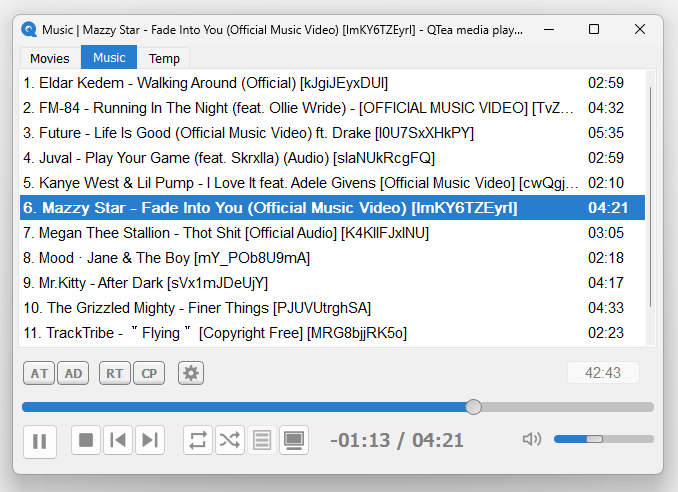 Music | Mazzy Star - Fade Into You (Official Music Video) [ImKY6TZEyrI] - QTea media play...
Movies Music Temp
1. Eldar Kedem - Walking Around (Official) [kJgiJEyxDUI] 02:59
2. FM-84 - Running In The Night (feat. Ollie Wride) - [OFFICIAL MUSIC VIDEO] [TvZ... 04:32
3. Future - Life Is Good (Official Music Video) ft. Drake [l0U7SxXHkPY] 05:35
4. Juval - Play Your Game (feat. Skrxlla) (Audio) [slaNUkRcgFQ] 02:59
5. Kanye West & Lil Pump - I Love It feat. Adele Givens [Official Music Video] [cwQgj... 02:10
6. Mazzy Star - Fade Into You (Official Music Video) [ImKY6TZEyrI] 04:21
7. Megan Thee Stallion - Thot Shit [Official Audio] [K4KIIFJxlNU] 03:05
8. Mood · Jane & The Boy [mY_POb8U9mA] 02:18
9. Mr.Kitty - After Dark [sVx1mJDeUjY] 04:17
10. The Grizzled Mighty - Finer Things [PJUVUtrghSA] 04:33
11. TrackTribe - ‟ Flying ‟ [Copyright Free] [MRG8bjjRK5o] 02:23
AT AD RT CP 42:43
-01:13 / 04:21